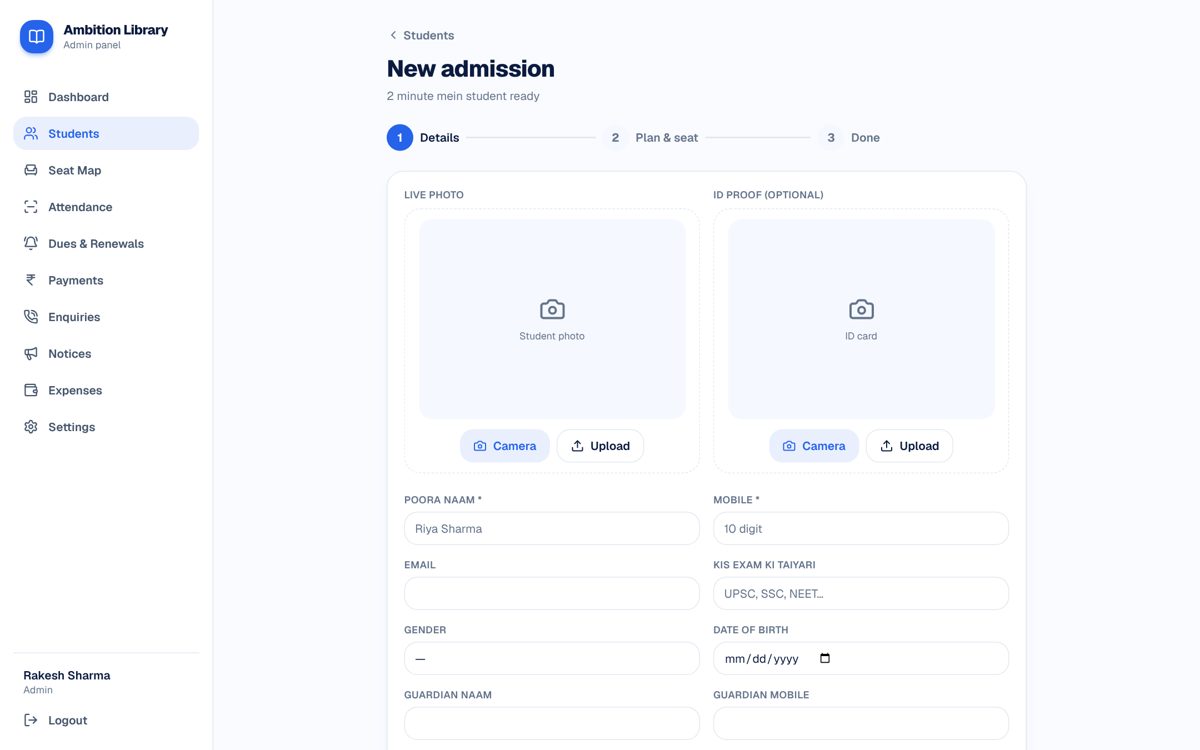 Ambition Library
Admin panel
Dashboard
Students
Seat Map
Attendance
Dues & Renewals
Payments
Enquiries
Notices
Expenses
Settings
Rakesh Sharma
Admin
Logout
Students
New admission
2 minute mein student ready
1 Details 2 Plan & seat 3 Done
LIVE PHOTO ID PROOF (OPTIONAL)
Student photo ID card
Camera Upload Camera Upload
POORA NAAM * MOBILE *
Riya Sharma 10 digit
EMAIL KIS EXAM KI TAIYARI
UPSC, SSC, NEET...
GENDER DATE OF BIRTH
— mm/dd/yyyy
GUARDIAN NAAM GUARDIAN MOBILE